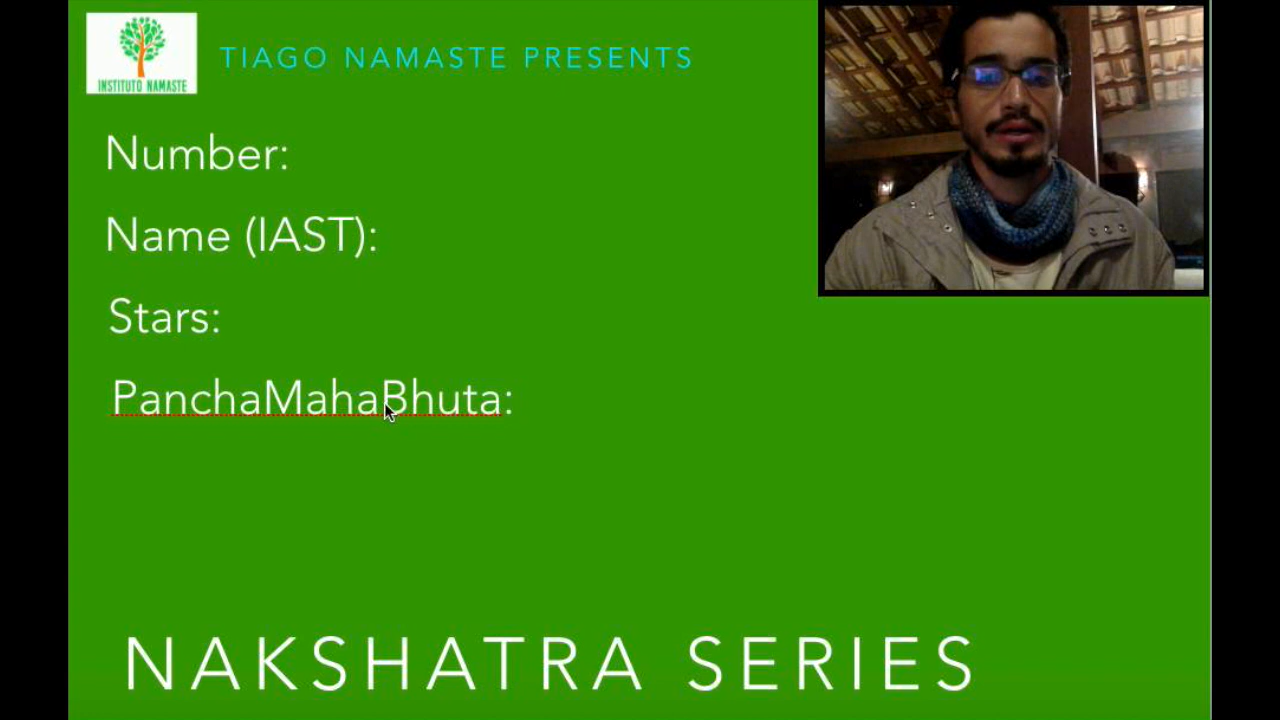 INSTITUTO NAMASTE
TIAGO NAMASTE PRESENTS
Number:
Name (IAST):
Stars:
PanchaMahaBhuta:
NAKSHATRA SERIES